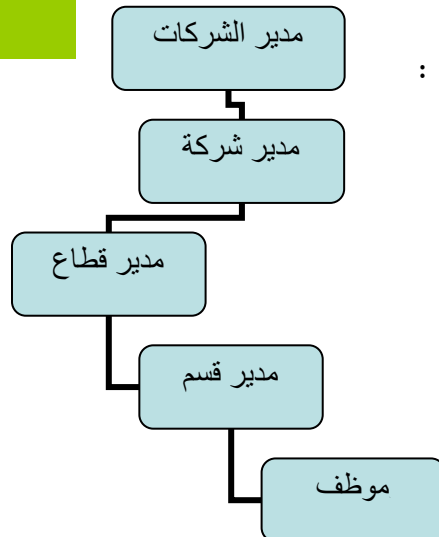 مدير الشركات
:
مدير شركة
مدير قطاع
مدير قسم
موظف